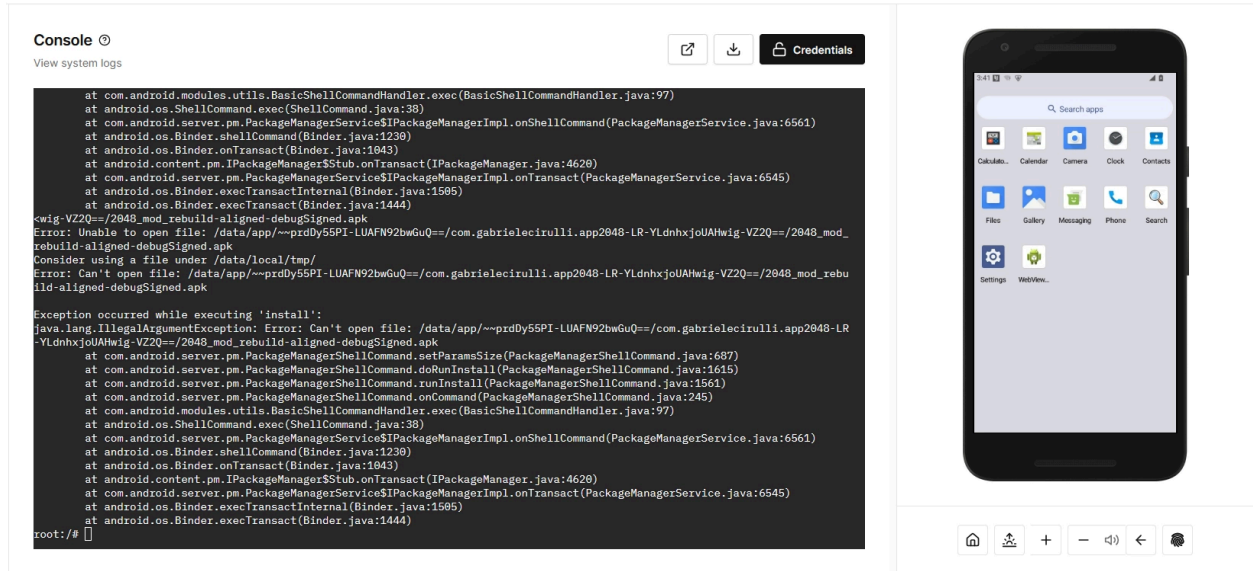 Console
View system logs
Credentials
        at com.android.modules.utils.BasicShellCommandHandler.exec(BasicShellCommandHandler.java:97)
        at android.os.ShellCommand.exec(ShellCommand.java:38)
        at com.android.server.pm.PackageManagerService$IPackageManagerImpl.onShellCommand(PackageManagerService.java:6561)
        at android.os.Binder.shellCommand(Binder.java:1230)
        at android.os.Binder.onTransact(Binder.java:1043)
        at android.content.pm.IPackageManager$Stub.onTransact(IPackageManager.java:4620)
        at com.android.server.pm.PackageManagerService$IPackageManagerImpl.onTransact(PackageManagerService.java:6545)
        at android.os.Binder.execTransactInternal(Binder.java:1505)
        at android.os.Binder.execTransact(Binder.java:1444)
<wig-VZ2Q==/2048_mod_rebuild-aligned-debugSigned.apk
Error: Unable to open file: /data/app/~~prdDy55PI-LUAFN92bwGuQ==/com.gabrielecirulli.app2048-LR-YLdnhxjoUAHwig-VZ2Q==/2048_mod_
rebuild-aligned-debugSigned.apk
Consider using a file under /data/local/tmp/
Error: Can't open file: /data/app/~~prdDy55PI-LUAFN92bwGuQ==/com.gabrielecirulli.app2048-LR-YLdnhxjoUAHwig-VZ2Q==/2048_mod_rebu
ild-aligned-debugSigned.apk

Exception occurred while executing 'install':
java.lang.IllegalArgumentException: Error: Can't open file: /data/app/~~prdDy55PI-LUAFN92bwGuQ==/com.gabrielecirulli.app2048-LR
-YLdnhxjoUAHwig-VZ2Q==/2048_mod_rebuild-aligned-debugSigned.apk
        at com.android.server.pm.PackageManagerShellCommand.setParamsSize(PackageManagerShellCommand.java:687)
        at com.android.server.pm.PackageManagerShellCommand.doRunInstall(PackageManagerShellCommand.java:1615)
        at com.android.server.pm.PackageManagerShellCommand.runInstall(PackageManagerShellCommand.java:1561)
        at com.android.server.pm.PackageManagerShellCommand.onCommand(PackageManagerShellCommand.java:245)
        at com.android.modules.utils.BasicShellCommandHandler.exec(BasicShellCommandHandler.java:97)
        at android.os.ShellCommand.exec(ShellCommand.java:38)
        at com.android.server.pm.PackageManagerService$IPackageManagerImpl.onShellCommand(PackageManagerService.java:6561)
        at android.os.Binder.shellCommand(Binder.java:1230)
        at android.os.Binder.onTransact(Binder.java:1043)
        at android.content.pm.IPackageManager$Stub.onTransact(IPackageManager.java:4620)
        at com.android.server.pm.PackageManagerService$IPackageManagerImpl.onTransact(PackageManagerService.java:6545)
        at android.os.Binder.execTransactInternal(Binder.java:1505)
        at android.os.Binder.execTransact(Binder.java:1444)
root:/#
3:41
Search apps
Calculato... Calendar Camera Clock Contacts
Files Gallery Messaging Phone Search
Settings WebView...